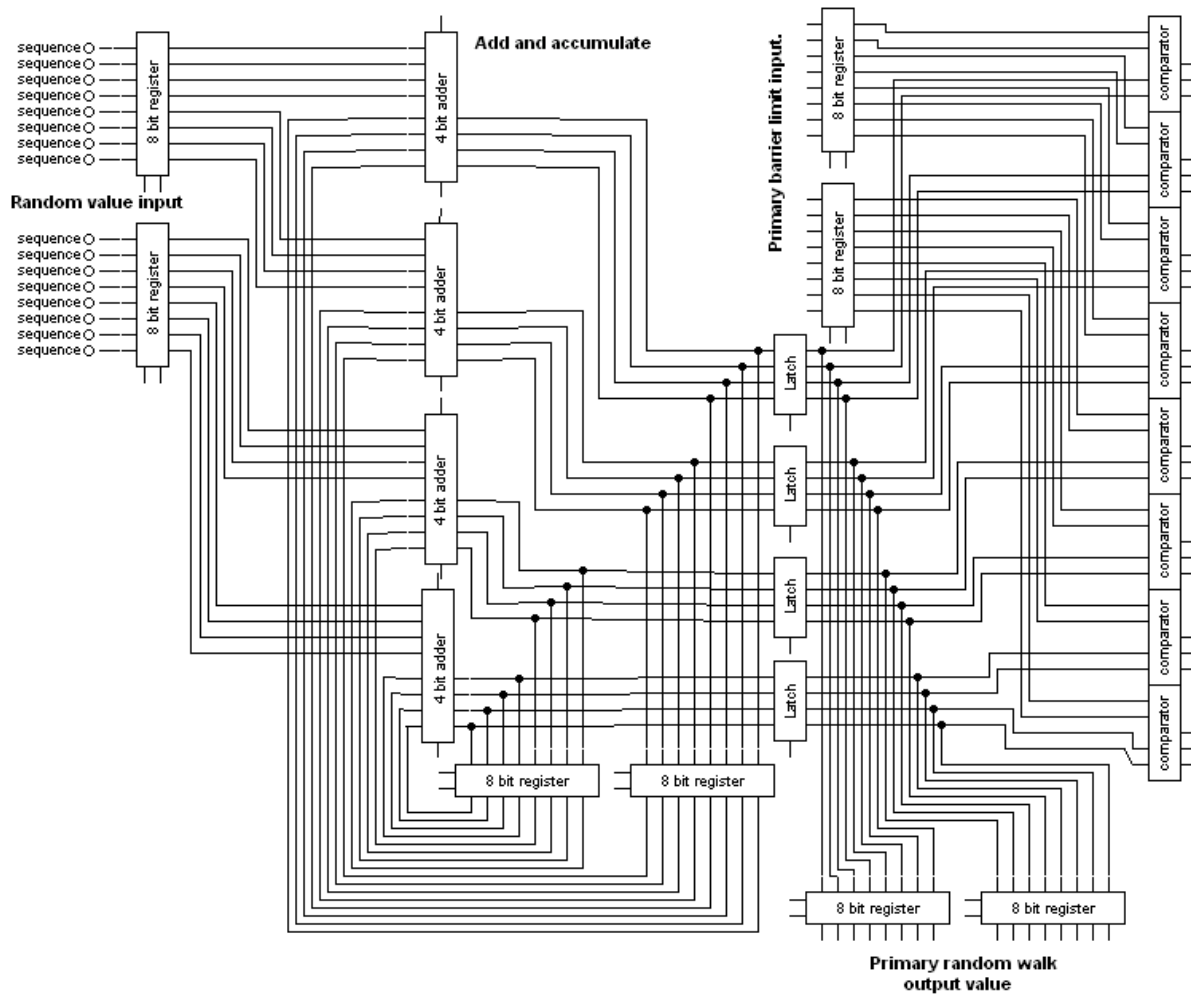 sequence
sequence
sequence
sequence
sequence
sequence
sequence
sequence
8 bit register
Random value input
sequence
sequence
sequence
sequence
sequence
sequence
sequence
sequence
8 bit register
Add and accumulate
4 bit adder
4 bit adder
4 bit adder
4 bit adder
8 bit register
8 bit register
Latch
Latch
Latch
Latch
Primary barrier limit input.
8 bit register
8 bit register
comparator
comparator
comparator
comparator
comparator
comparator
comparator
comparator
8 bit register
8 bit register
Primary random walk
output value